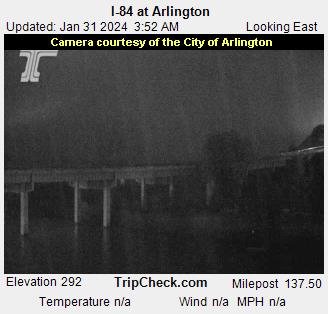 I-84 at Arlington
Updated: Jan 31 2024 3:52 AM Looking East
Camera courtesy of the City of Arlington
Elevation 292 TripCheck.com Milepost 137.50
Temperature n/a Wind n/a MPH n/a